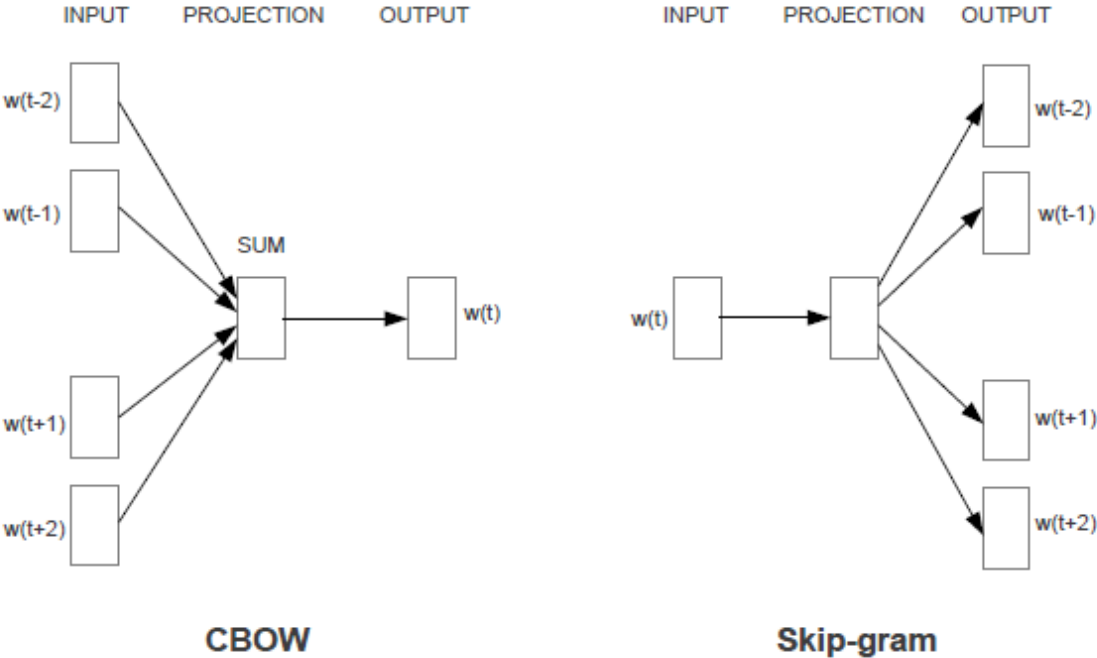 INPUT PROJECTION OUTPUT
w(t-2)
w(t-1)
SUM
w(t)
w(t+1)
w(t+2)
CBOW
INPUT PROJECTION OUTPUT
w(t-2)
w(t-1)
w(t)
w(t+1)
w(t+2)
Skip-gram